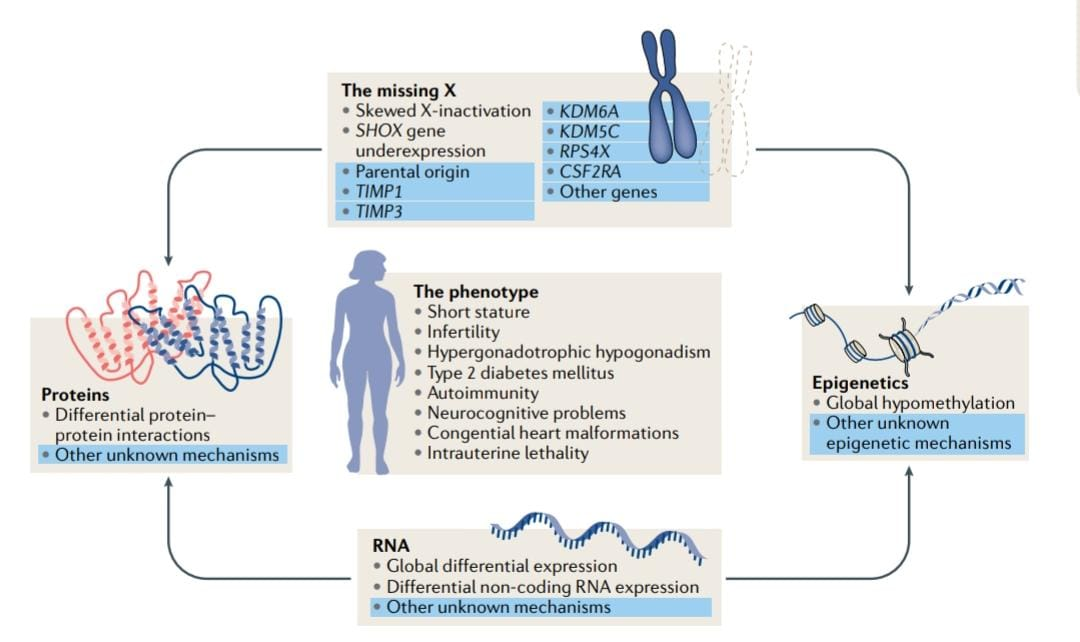 The missing X
• Skewed X-inactivation
• SHOX gene
underexpression
• Parental origin
• TIMP1
• TIMP3
• KDM6A
• KDM5C
• RPS4X
• CSF2RA
• Other genes
Proteins
• Differential protein–
protein interactions
• Other unknown mechanisms
The phenotype
• Short stature
• Infertility
• Hypergonadotrophic hypogonadism
• Type 2 diabetes mellitus
• Autoimmunity
• Neurocognitive problems
• Congential heart malformations
• Intrauterine lethality
Epigenetics
• Global hypomethylation
• Other unknown
epigenetic mechanisms
RNA
• Global differential expression
• Differential non-coding RNA expression
• Other unknown mechanisms